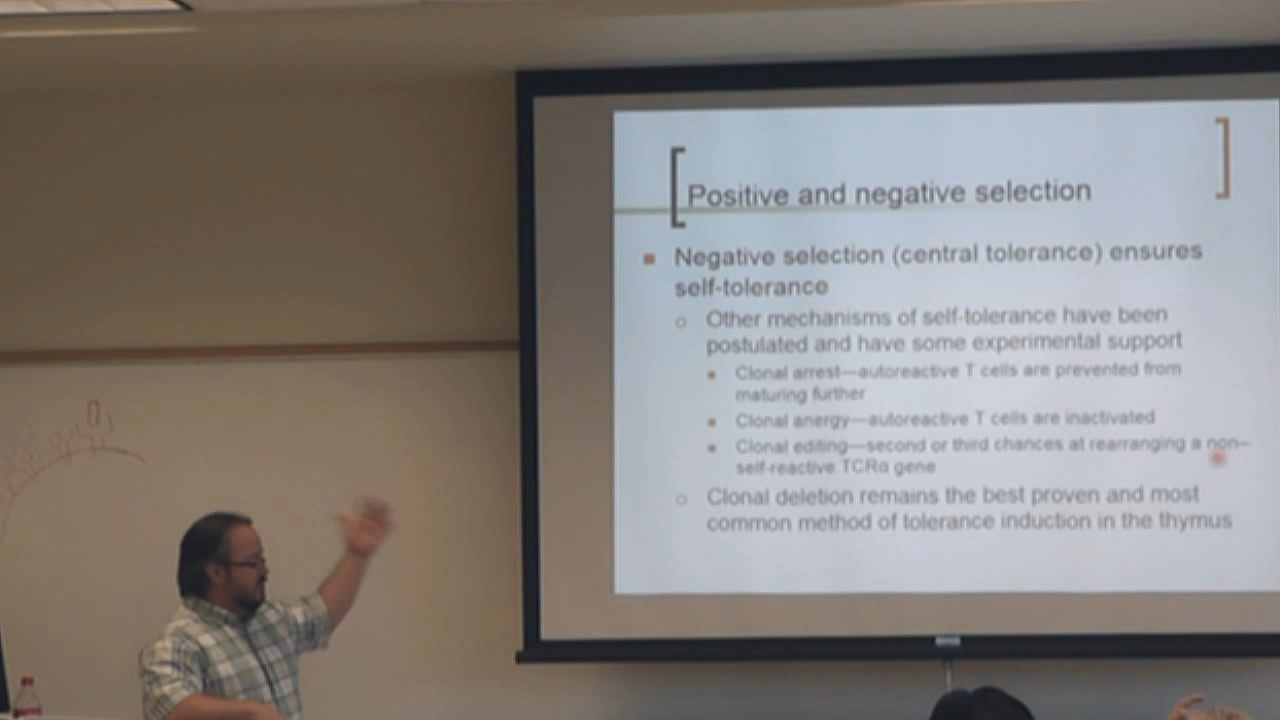 Positive and negative selection
Negative selection (central tolerance) ensures
self-tolerance
Other mechanisms of self-tolerance have been
postulated and have some experimental support
Clonal arrest—autoreactive T cells are prevented from
maturing further
Clonal anergy—autoreactive T cells are inactivated
Clonal editing—second or third chances at rearranging a non–
self-reactive TCRα gene
Clonal deletion remains the best proven and most
common method of tolerance induction in the thymus